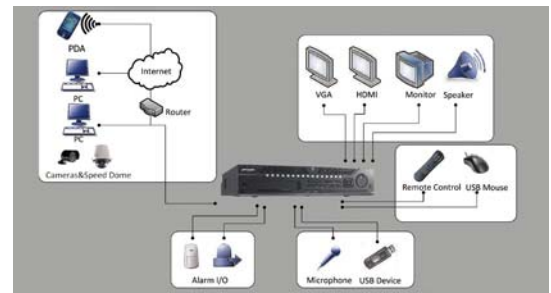 PDA
Internet
PC
Router
PC
Cameras&Speed Dome
VGA
HDMI
Monitor
Speaker
Remote Control
USB Mouse
Alarm I/O
Microphone
USB Device